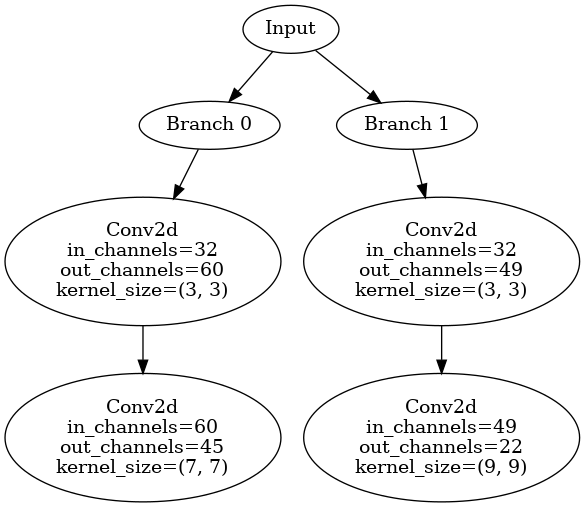 Input
Branch 0
Branch 1
Conv2d
in_channels=32
out_channels=60
kernel_size=(3, 3)
Conv2d
in_channels=32
out_channels=49
kernel_size=(3, 3)
Conv2d
in_channels=60
out_channels=45
kernel_size=(7, 7)
Conv2d
in_channels=49
out_channels=22
kernel_size=(9, 9)